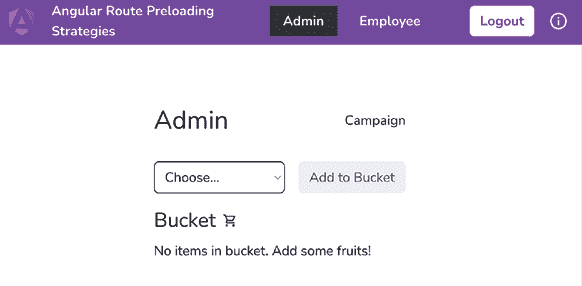 Angular Route Preloading
Strategies
Admin
Employee
Logout
Admin
Campaign
Choose...
Add to Bucket
Bucket
No items in bucket. Add some fruits!